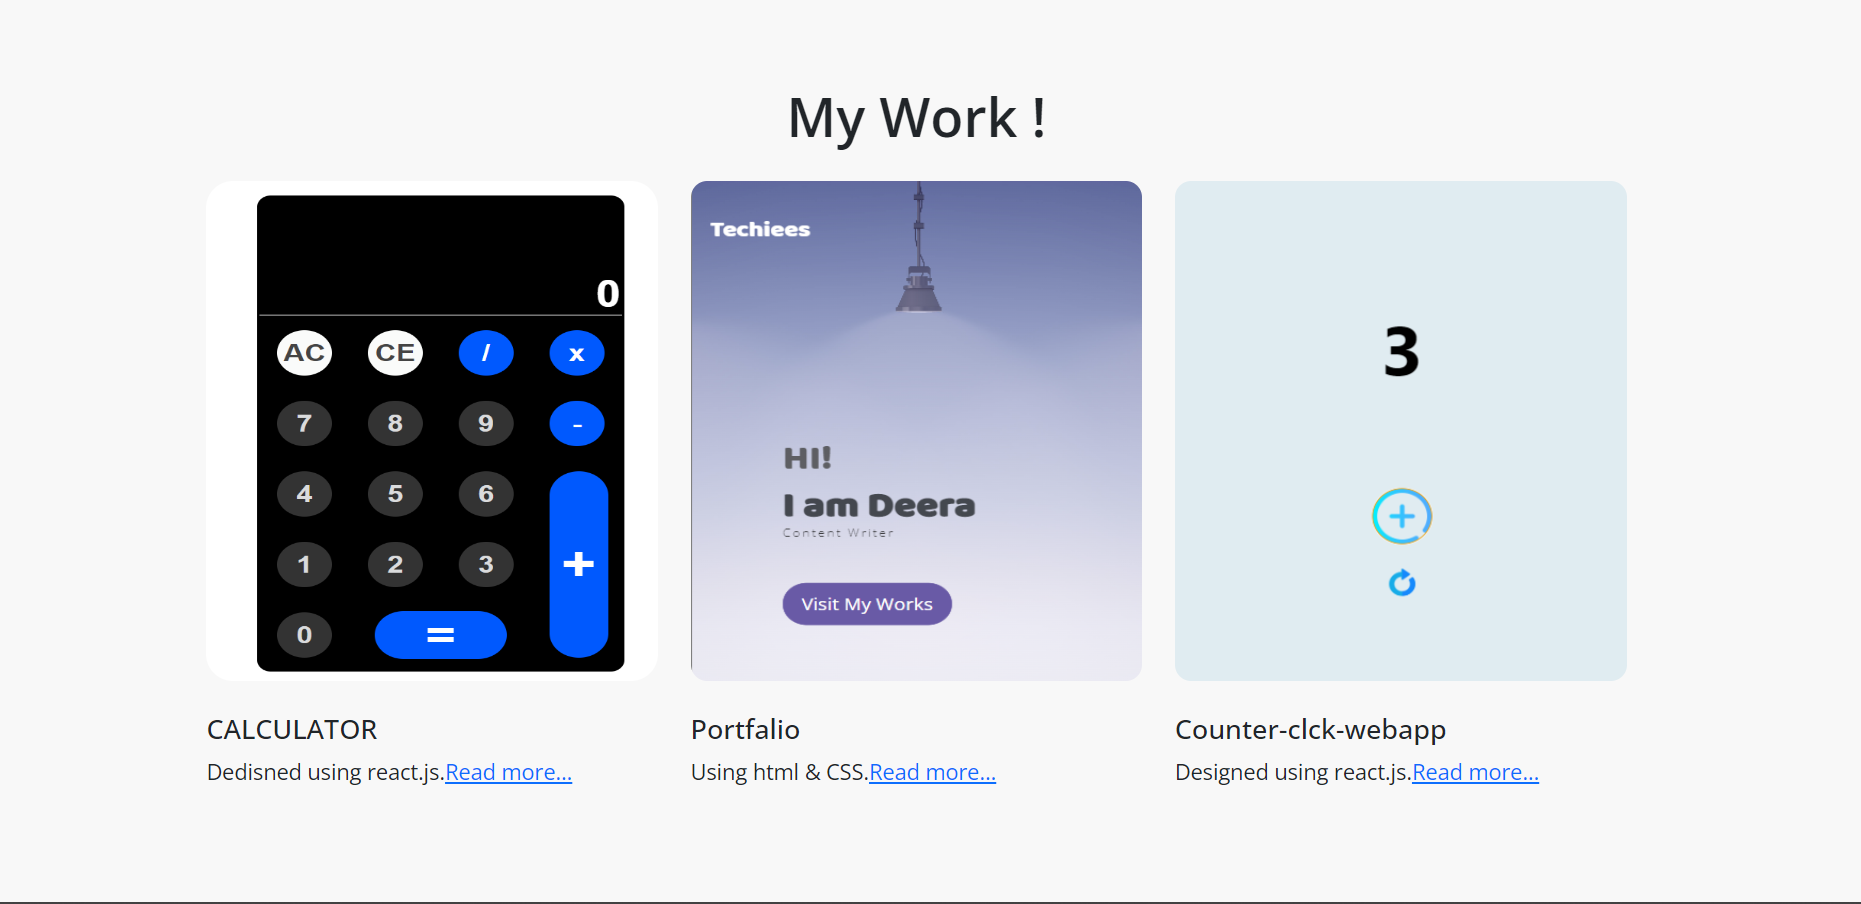 My Work !
0
AC CE / x
7 8 9 -
4 5 6
1 2 3 +
0 =
Techiees
HI!
I am Deera
Content Writer
Visit My Works
3
+
CALCULATOR
Dedisned using react.js.Read more...
Portfalio
Using html & CSS.Read more...
Counter-clck-webapp
Designed using react.js.Read more...